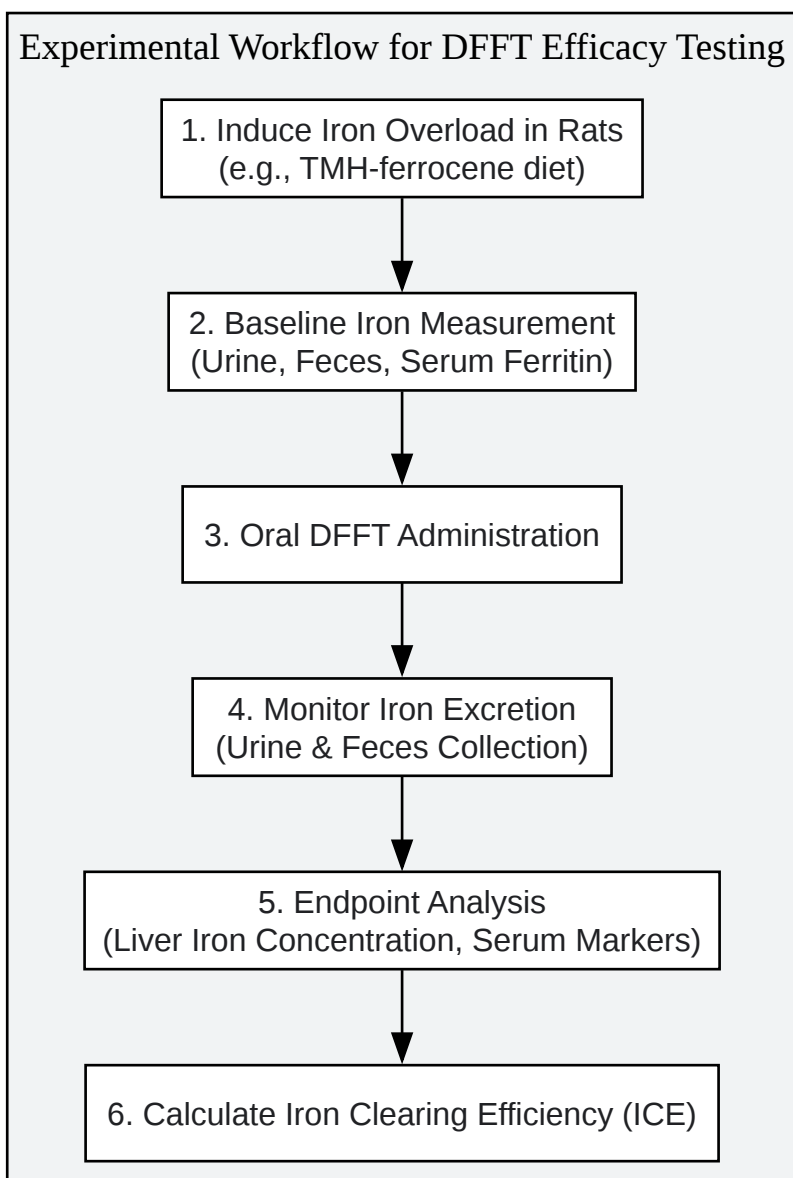 Experimental Workflow for DFFT Efficacy Testing
1. Induce Iron Overload in Rats
(e.g., TMH-ferrocene diet)
2. Baseline Iron Measurement
(Urine, Feces, Serum Ferritin)
3. Oral DFFT Administration
4. Monitor Iron Excretion
(Urine & Feces Collection)
5. Endpoint Analysis
(Liver Iron Concentration, Serum Markers)
6. Calculate Iron Clearing Efficiency (ICE)